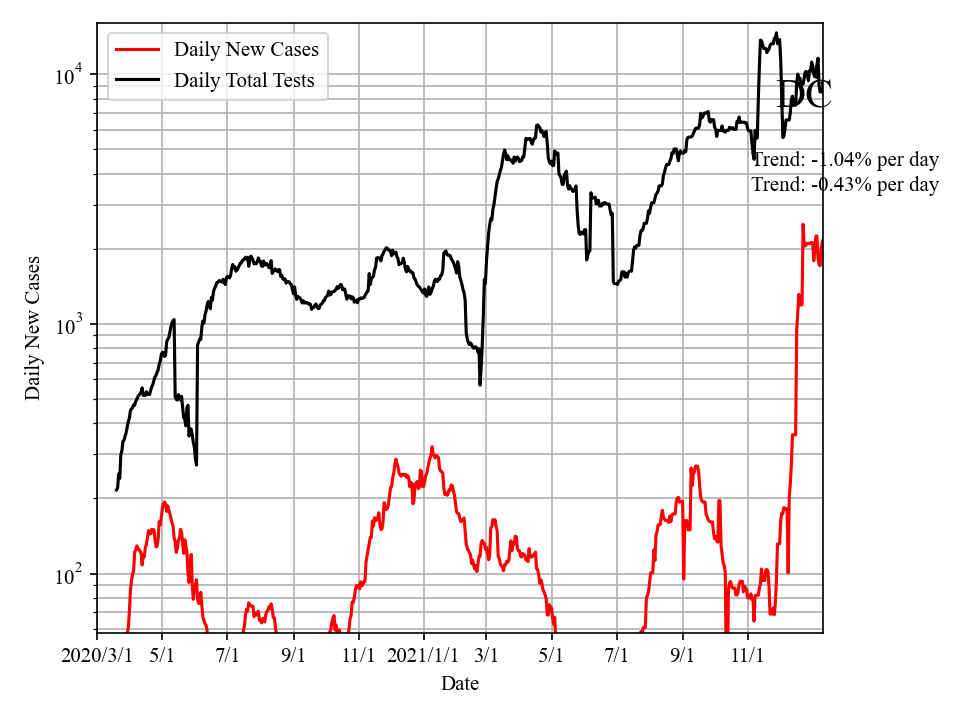 Daily New Cases
Daily Total Tests
DC
Trend: -1.04% per day
Trend: -0.43% per day
10^4
10^3
10^2
Daily New Cases
2020/3/1 5/1 7/1 9/1 11/1 2021/1/1 3/1 5/1 7/1 9/1 11/1
Date